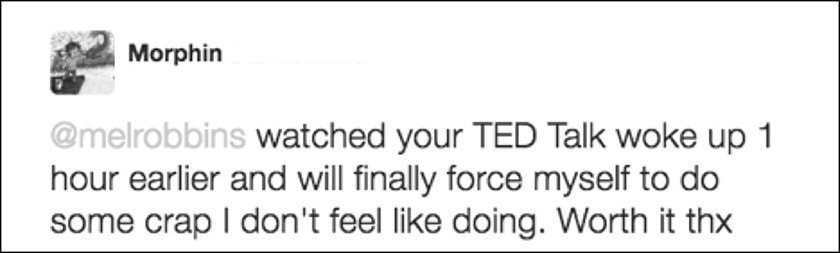 Morphin
@melrobbins watched your TED Talk woke up 1
hour earlier and will finally force myself to do
some crap I don't feel like doing. Worth it thx